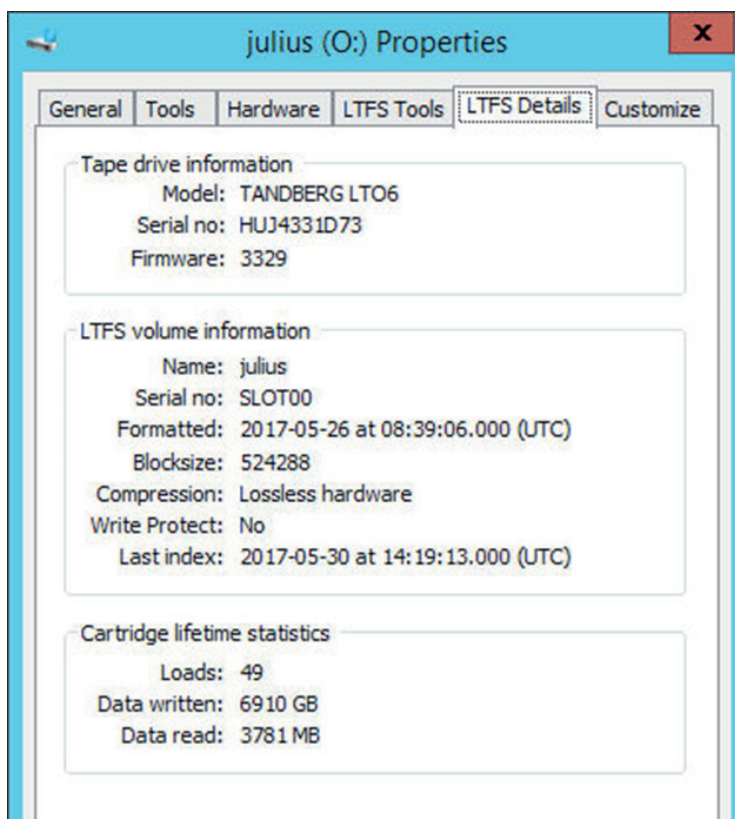 julius (O:) Properties
x
General Tools Hardware LTFS Tools LTFS Details Customize
Tape drive information
Model: TANDBERG LTO6
Serial no: HUJ4331D73
Firmware: 3329
LTFS volume information
Name: julius
Serial no: SLOT00
Formatted: 2017-05-26 at 08:39:06.000 (UTC)
Blocksize: 524288
Compression: Lossless hardware
Write Protect: No
Last index: 2017-05-30 at 14:19:13.000 (UTC)
Cartridge lifetime statistics
Loads: 49
Data written: 6910 GB
Data read: 3781 MB